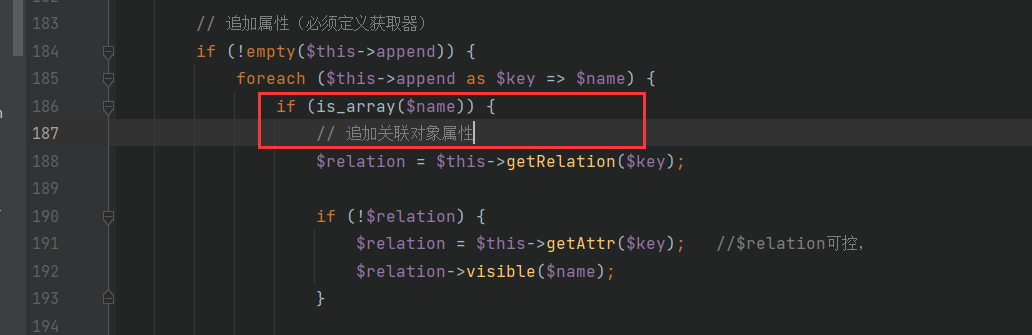 183 // 追加属性（必须定义获取器）
184 if (!empty($this->append)) {
185 foreach ($this->append as $key => $name) {
186 if (is_array($name)) {
187 // 追加关联对象属性
188 $relation = $this->getRelation($key);
189
190 if (!$relation) {
191 $relation = $this->getAttr($key); //$relation可控,
192 $relation->visible($name);
193 }
194